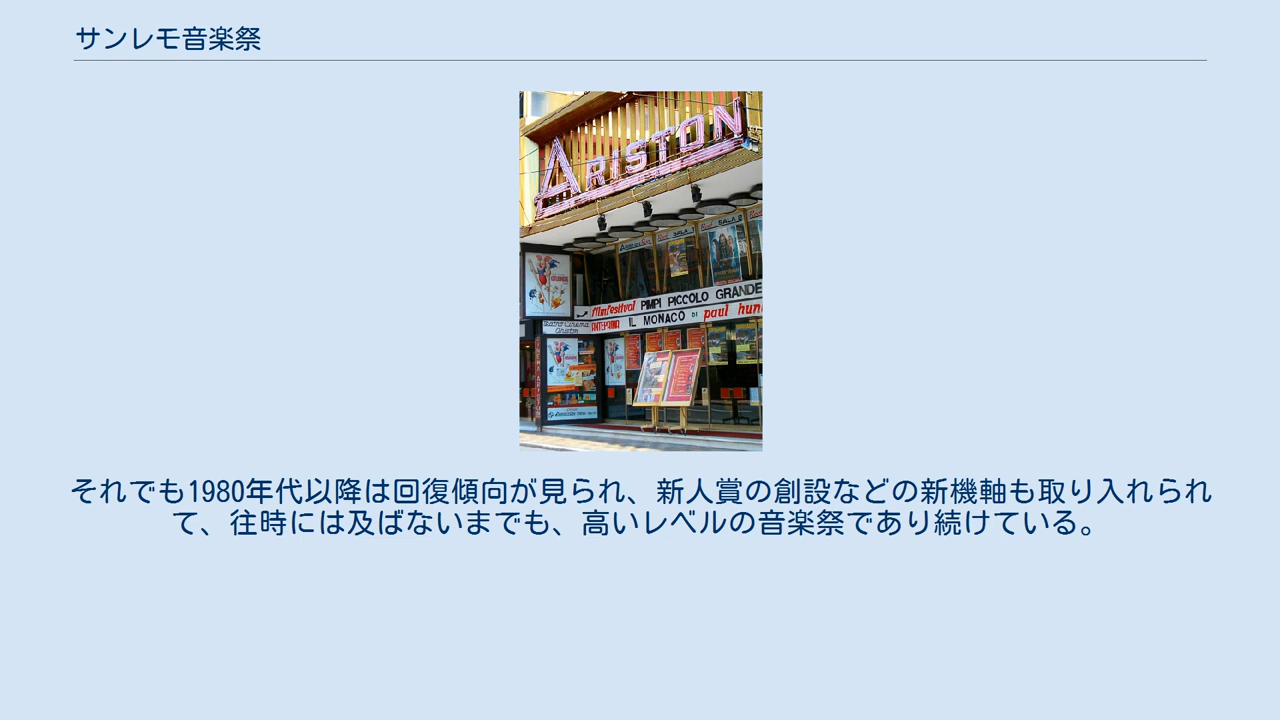 サンレモ音楽祭
ARISTON
filmfestival PIMPI PICCOLO GRANDE
ANTEPRIMA IL MONACO DI paul hun
Teatro Cinema
Ariston
それでも1980年代以降は回復傾向が見られ、新人賞の創設などの新機軸も取り入れられ
て、往時には及ばないまでも、高いレベルの音楽祭であり続けている。